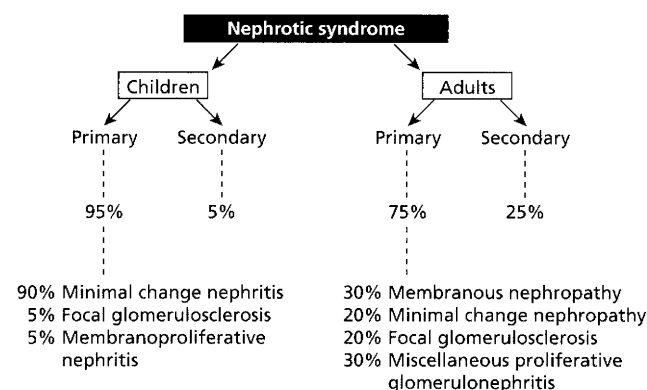 Nephrotic syndrome
Children
Adults
Primary
Secondary
Primary
Secondary
95%
5%
75%
25%
90% Minimal change nephritis
5% Focal glomerulosclerosis
5% Membranoproliferative
nephritis
30% Membranous nephropathy
20% Minimal change nephropathy
20% Focal glomerulosclerosis
30% Miscellaneous proliferative
glomerulonephritis